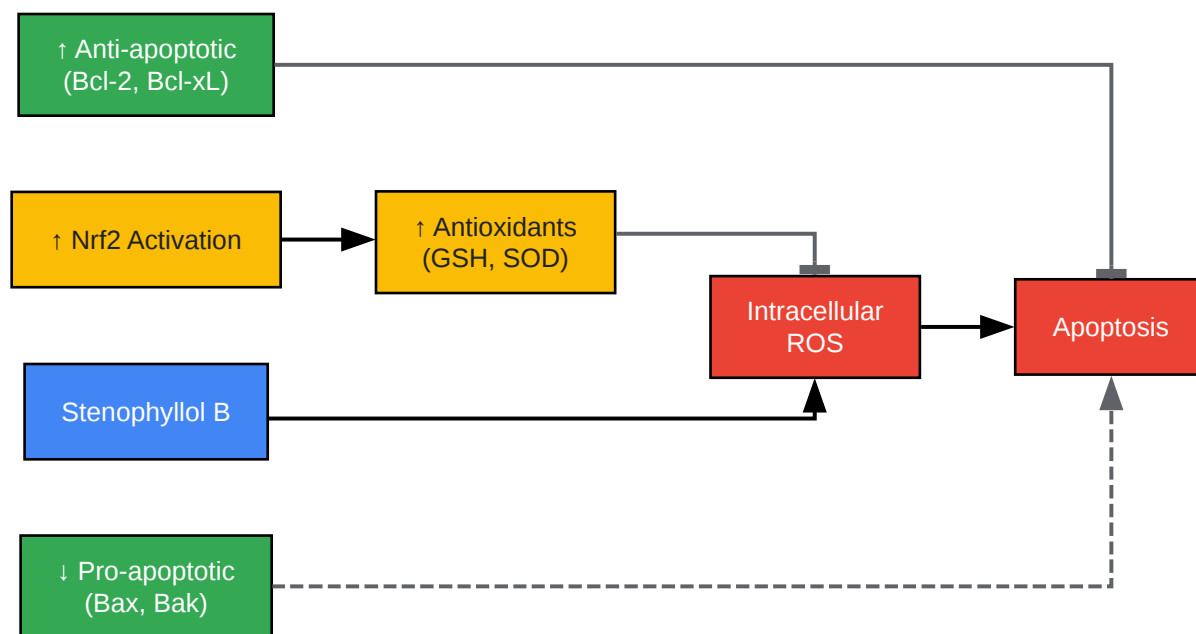 ↑ Anti-apoptotic
(Bcl-2, Bcl-xL)
↑ Nrf2 Activation
↑ Antioxidants
(GSH, SOD)
Intracellular
ROS
Apoptosis
Stenophyllol B
↓ Pro-apoptotic
(Bax, Bak)